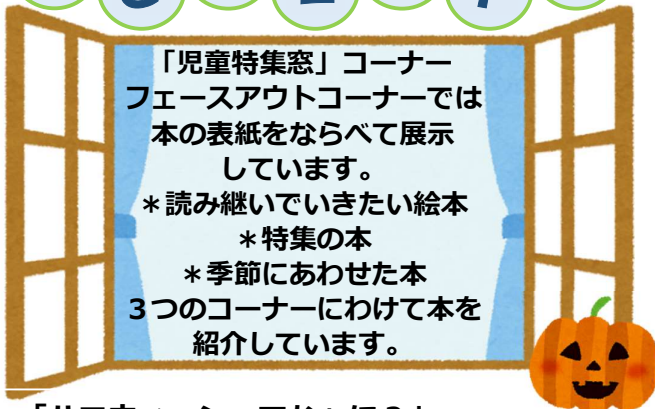 「児童特集窓」コーナー
フェースアウトコーナーでは
本の表紙をならべて展示
しています。
＊読み継いでいきたい絵本
＊特集の本
＊季節にあわせた本
３つのコーナーにわけて本を
紹介しています。